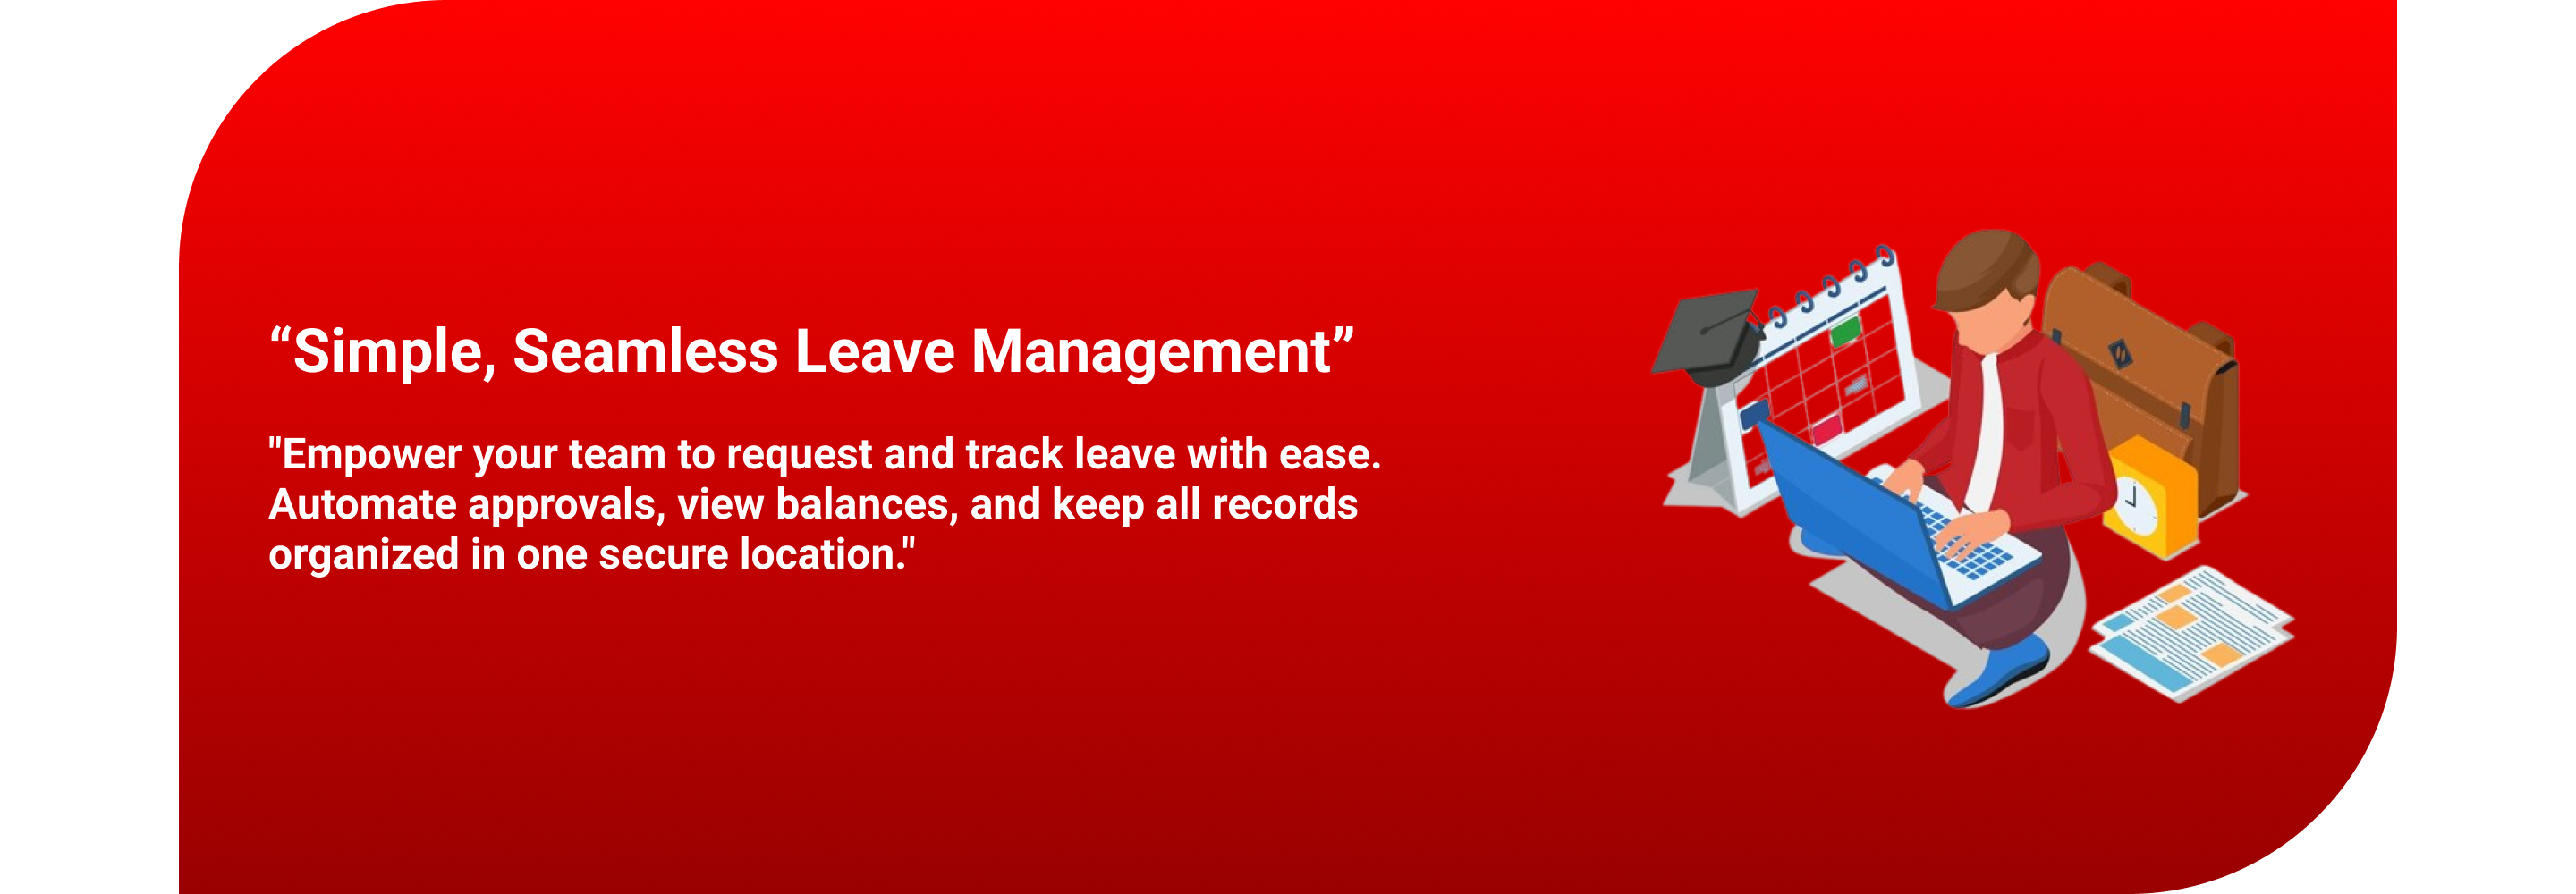 “Simple, Seamless Leave Management”
"Empower your team to request and track leave with ease.
Automate approvals, view balances, and keep all records
organized in one secure location."